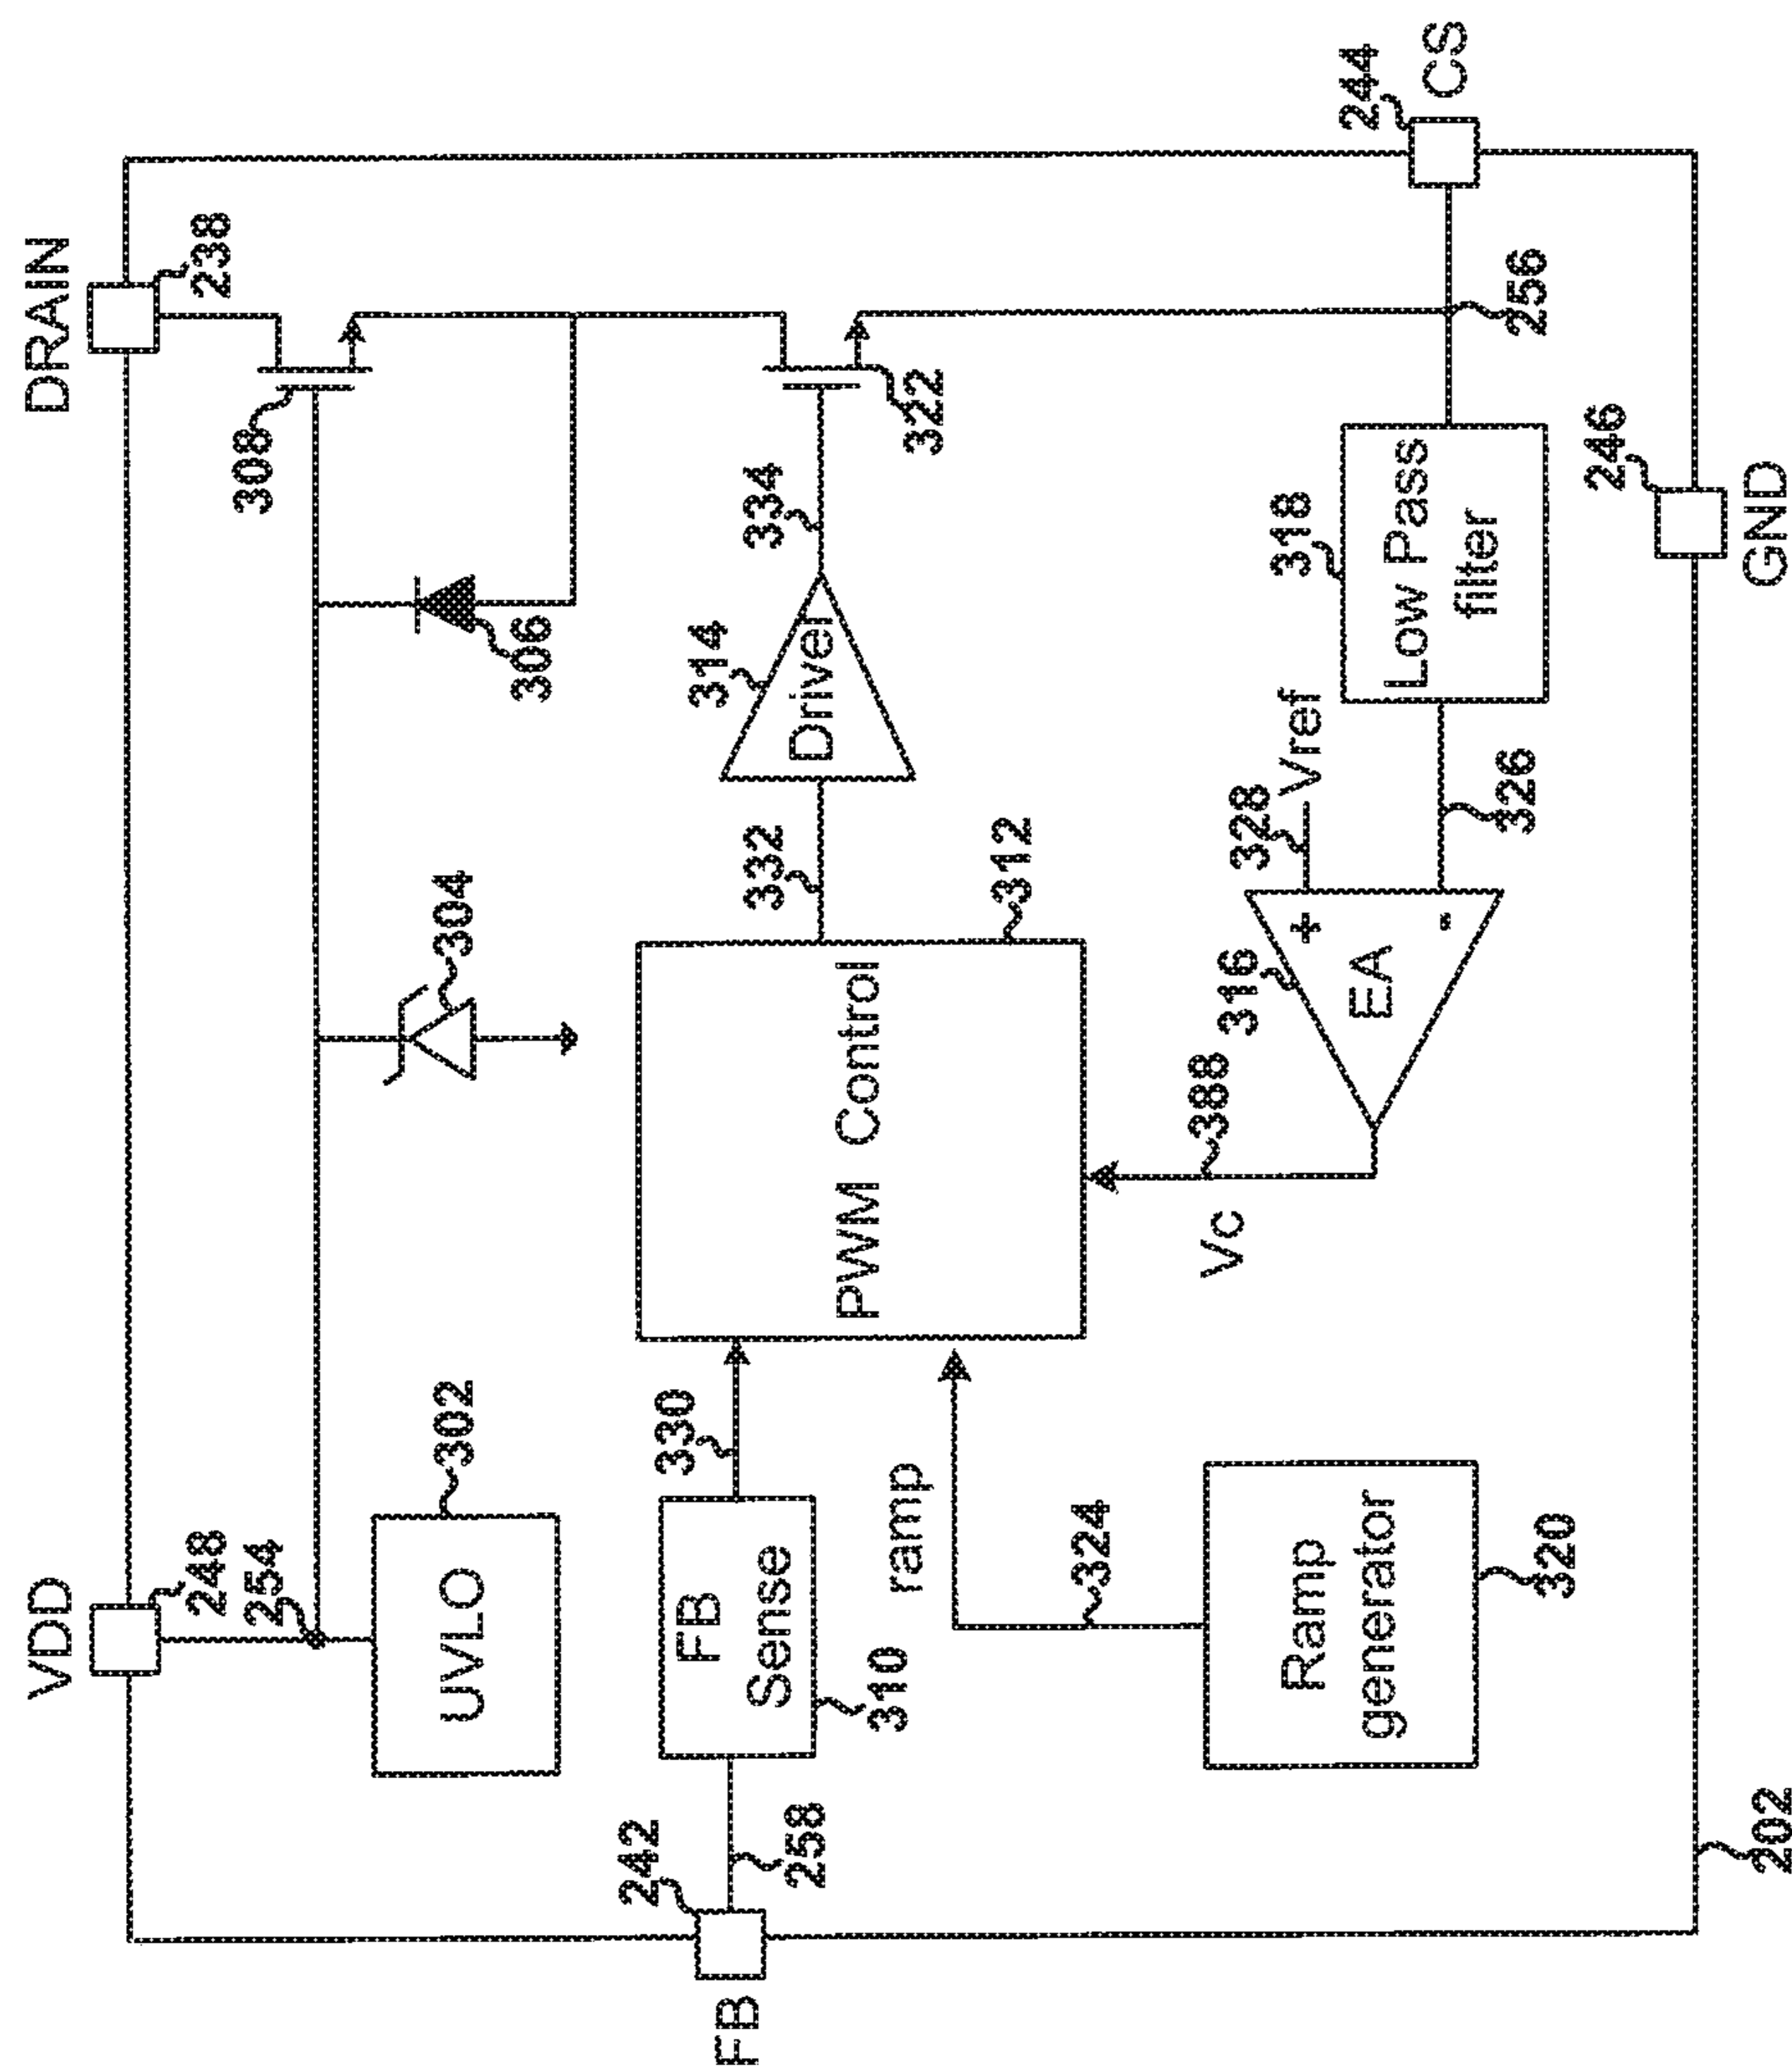 VDD
DRAIN
248
238
254
308
302
UVLO
304
306
FB
242
258
FB
Sense
310
330
PWM Control
312
332
314
Driver
334
322
ramp
324
Ramp
generator
320
Vc
388
316
EA
+
-
328
Vref
326
318
Low Pass
filter
256
244
CS
246
GND
202